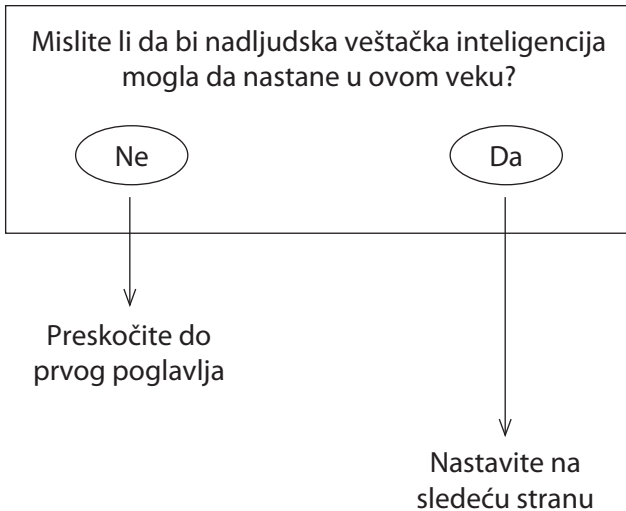 Mislite li da bi nadljudska veštačka inteligencija
mogla da nastane u ovom veku?
Ne
Da
Preskočite do
prvog poglavlja
Nastavite na
sledeću stranu